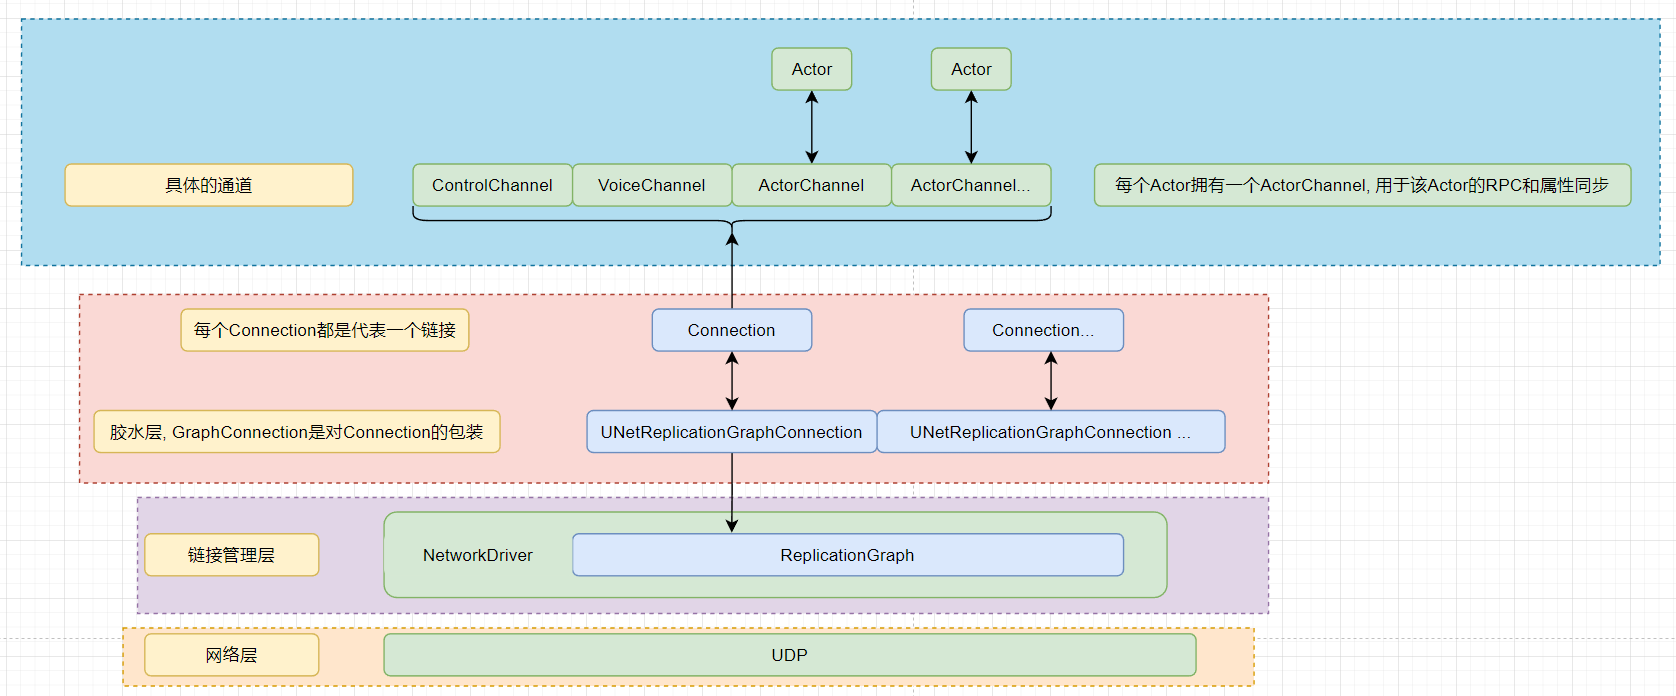 Actor
Actor
具体的通道
ControlChannel
VoiceChannel
ActorChannel
ActorChannel...
每个Actor拥有一个ActorChannel, 用于该Actor的RPC和属性同步
每个Connection都是代表一个链接
Connection
Connection...
胶水层, GraphConnection是对Connection的包装
UNetReplicationGraphConnection
UNetReplicationGraphConnection ...
链接管理层
NetworkDriver
ReplicationGraph
网络层
UDP